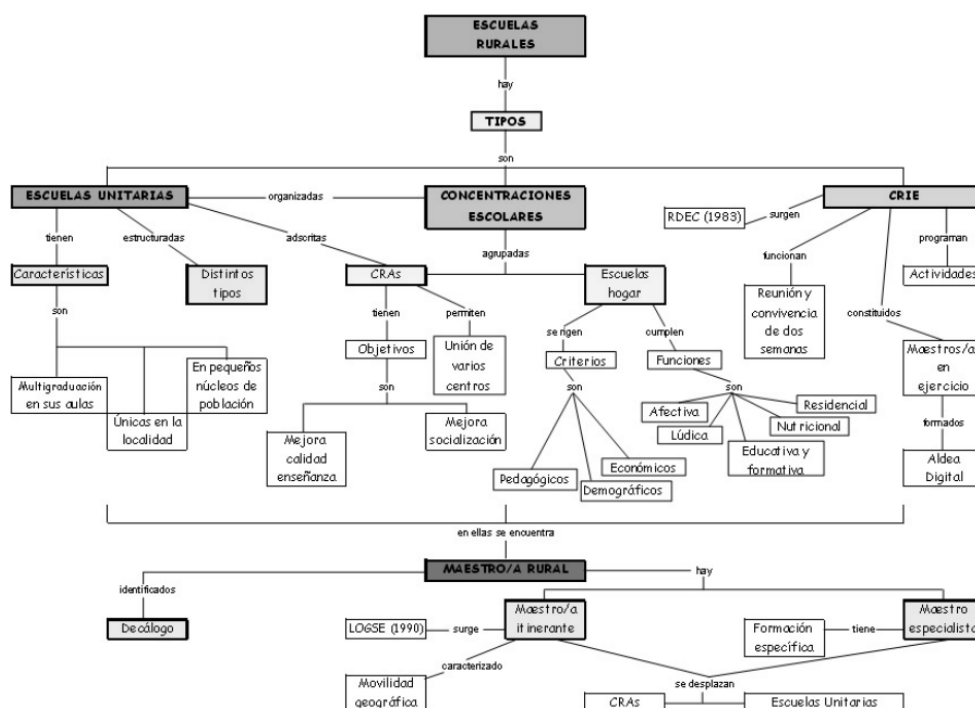 ESCUELAS
RURALES
hay
TIPOS
son
ESCUELAS UNITARIAS
organizadas
CONCENTRACIONES
ESCOLARES
CRIE
RDEC (1983)
surgen
tienen
estructuradas
adscritas
agrupadas
funcionan
programan
Características
Distintos
tipos
CRAs
Escuelas
hogar
Actividades
son
tienen
permiten
se rigen
cumplen
Reunión y
convivencia
de dos
semanas
constituidos
Objetivos
Unión de
varios
centros
Criterios
Funciones
Maestros/as
en
ejercicio
Multigraduación
en sus aulas
Únicas en la
localidad
En pequeños
núcleos de
población
son
son
son
Mejora
calidad
enseñanza
Mejora
socialización
Afectiva
Lúdica
Educativa y
formativa
Nutricional
Residencial
formados
Pedagógicos
Demográficos
Económicos
Aldea
Digital
en ellas se encuentra
MAESTRO/A RURAL
hay
identificados
Decálogo
LOGSE (1990)
surge
Maestro/a
itinerante
Formación
específica
tiene
Maestro
especialista
caracterizado
Movilidad
geográfica
se desplazan
CRAs
Escuelas Unitarias